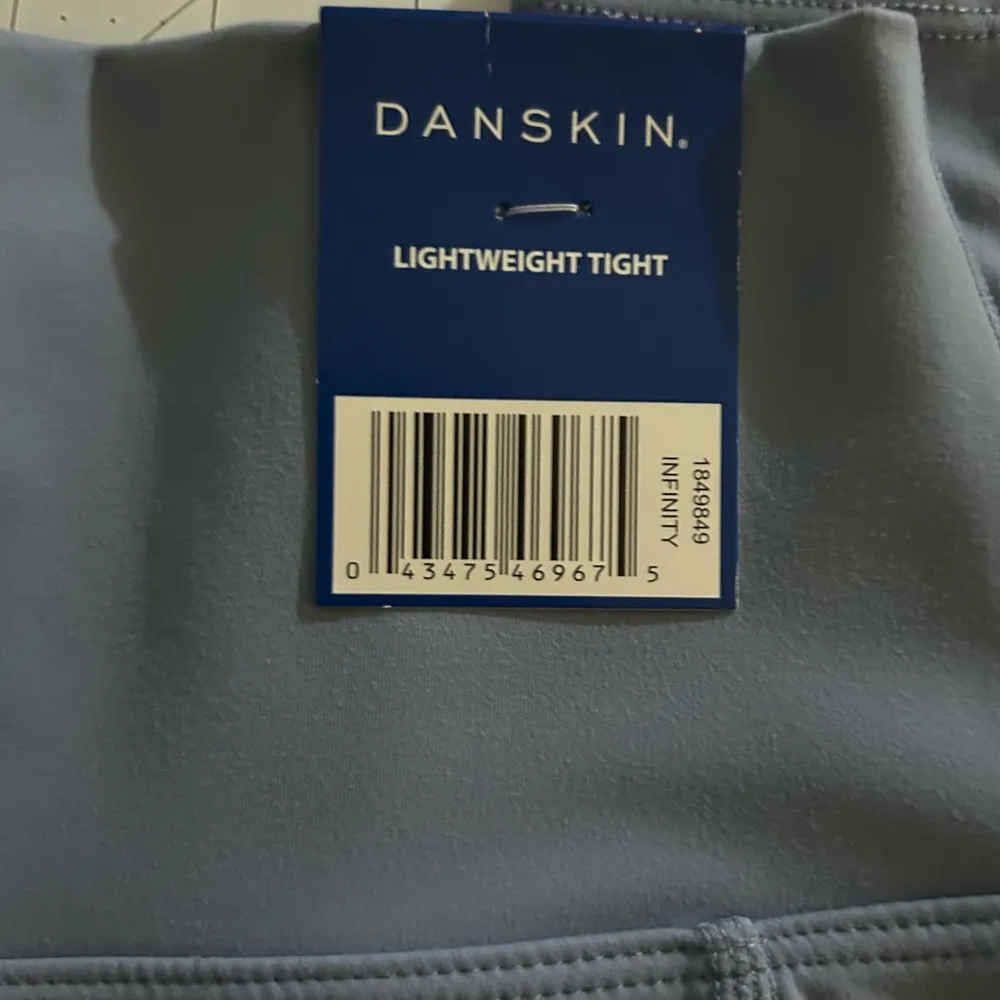 DANSKIN®
LIGHTWEIGHT TIGHT
1849849
INFINITY
0 43475 46967 5